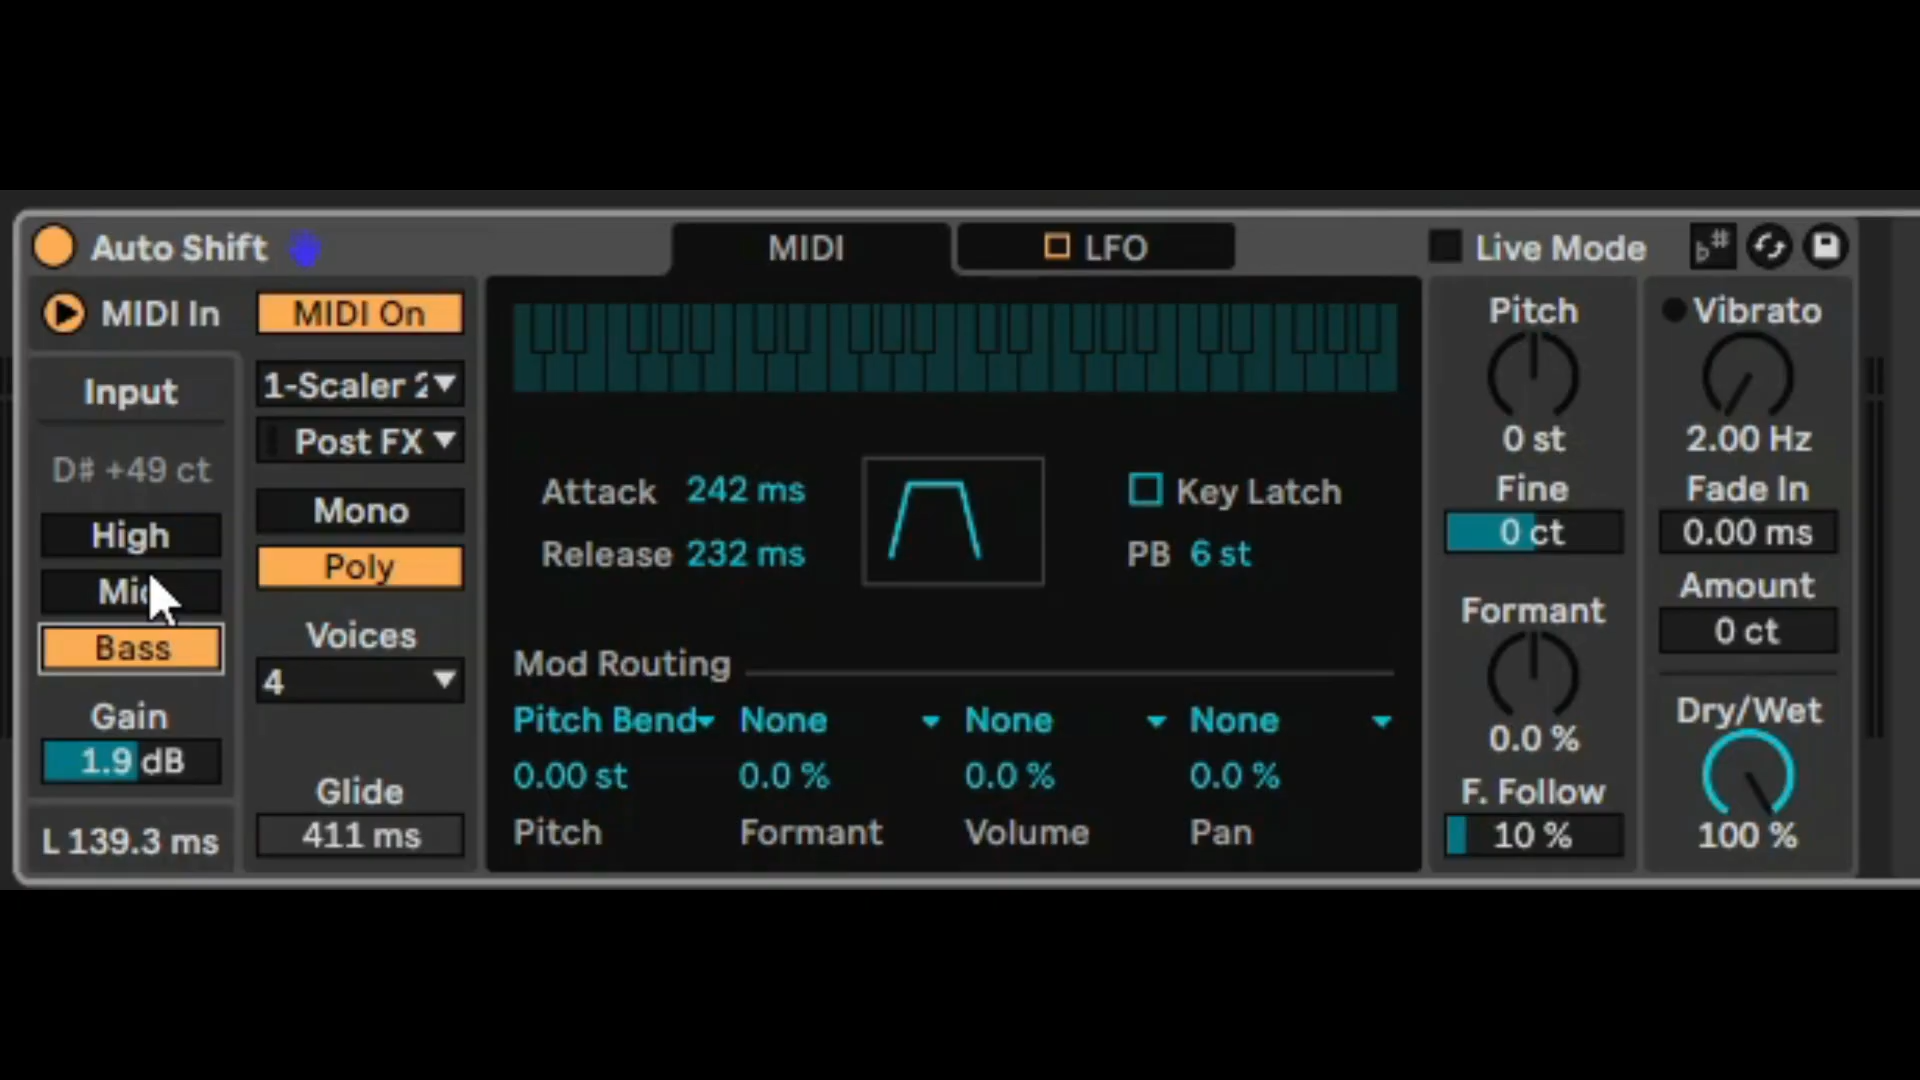 Auto Shift
MIDI
LFO
Live Mode
b#
MIDI In
MIDI On
Input
1-Scaler 2
D# +49 ct
Post FX
High
Mono
Mid
Poly
Bass
Voices
4
Gain
1.9 dB
Glide
L 139.3 ms
411 ms
Attack 242 ms
Release 232 ms
Key Latch
PB 6 st
Mod Routing
Pitch Bend None None None
0.00 st 0.0 % 0.0 % 0.0 %
Pitch Formant Volume Pan
Pitch
0 st
Fine
0 ct
Formant
0.0 %
F. Follow
10 %
Vibrato
2.00 Hz
Fade In
0.00 ms
Amount
0 ct
Dry/Wet
100 %